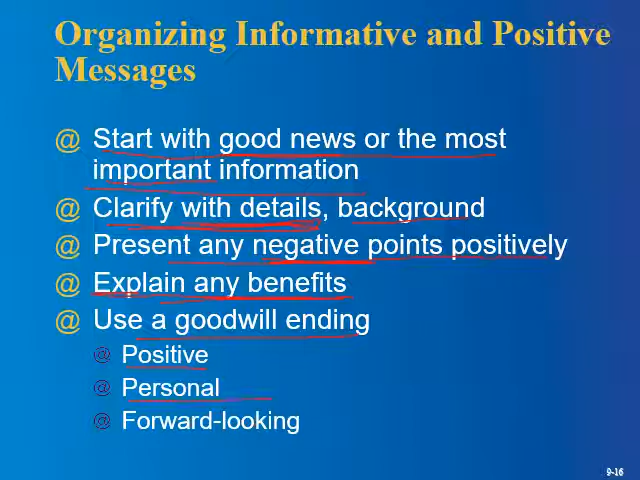 Organizing Informative and Positive
Messages
@ Start with good news or the most
important information
@ Clarify with details, background
@ Present any negative points positively
@ Explain any benefits
@ Use a goodwill ending
@ Positive
@ Personal
@ Forward-looking
9-16